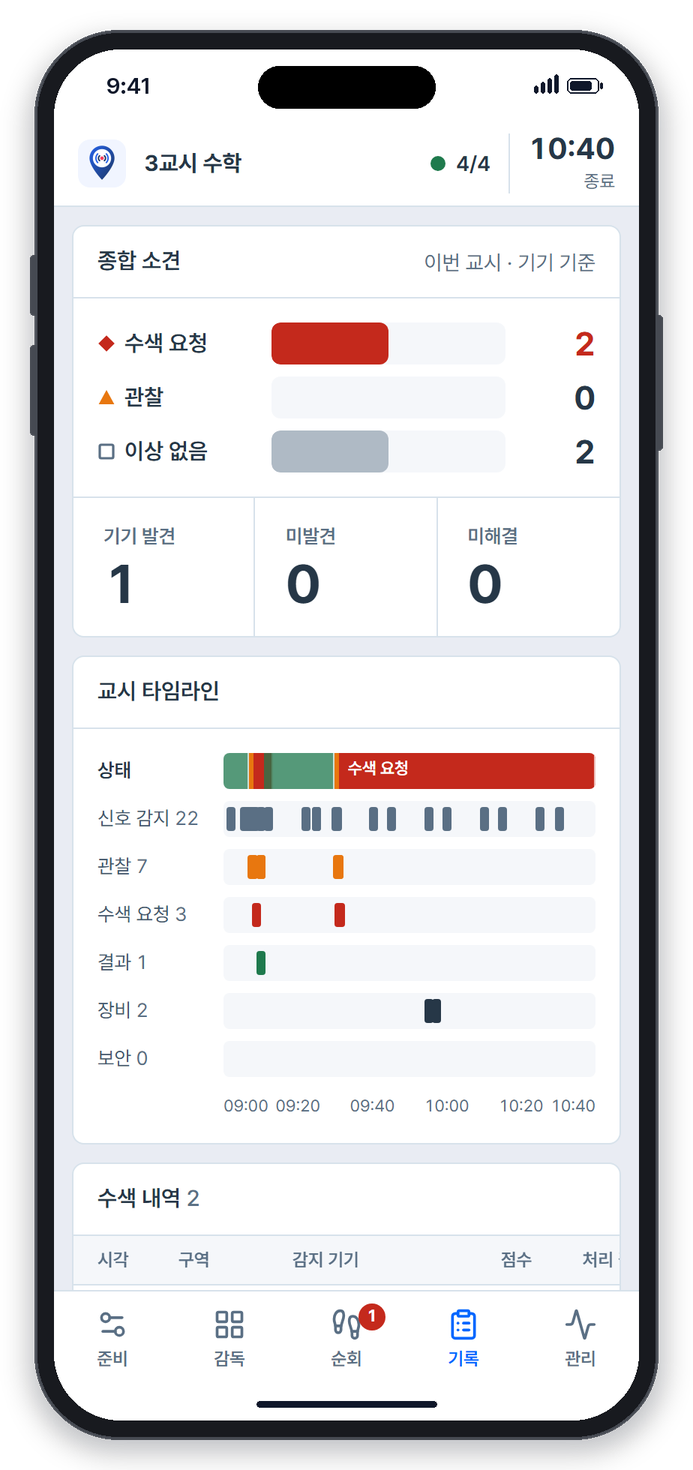 9:41
3교시 수학
4/4
10:40
종료
종합 소견
이번 교시 · 기기 기준
수색 요청 2
관찰 0
이상 없음 2
기기 발견 미발견 미해결
1 0 0
교시 타임라인
상태 수색 요청
신호 감지 22
관찰 7
수색 요청 3
결과 1
장비 2
보안 0
09:00 09:20 09:40 10:00 10:20 10:40
수색 내역 2
시각 구역 감지 기기 점수 처리
1
준비 감독 순회 기록 관리